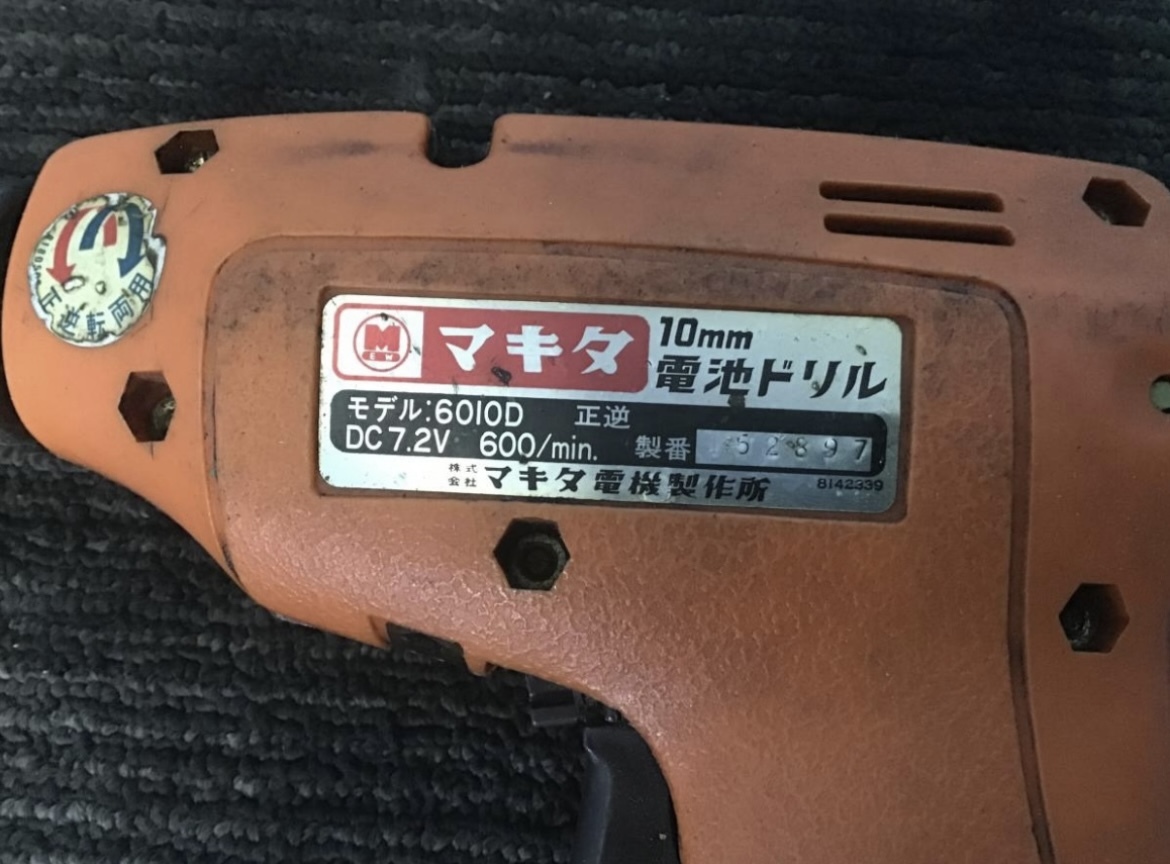 正逆転両用
M
E W
マキタ
10mm
電池ドリル
モデル:6010D 正逆
DC7.2V 600/min. 製番 52897
株式会社 マキタ電機製作所 8142339